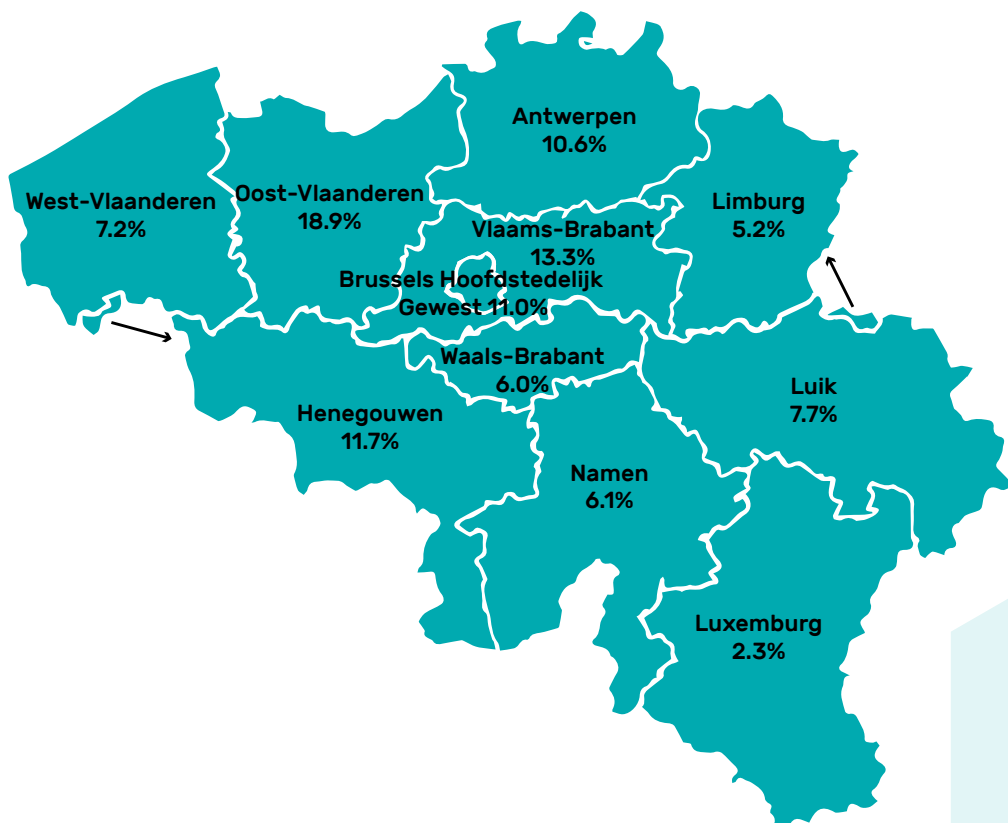 Antwerpen
10.6%
West-Vlaanderen
7.2%
Oost-Vlaanderen
18.9%
Limburg
5.2%
Vlaams-Brabant
13.3%
Brussels Hoofdstedelijk
Gewest 11.0%
Waals-Brabant
6.0%
Luik
7.7%
Henegouwen
11.7%
Namen
6.1%
Luxemburg
2.3%